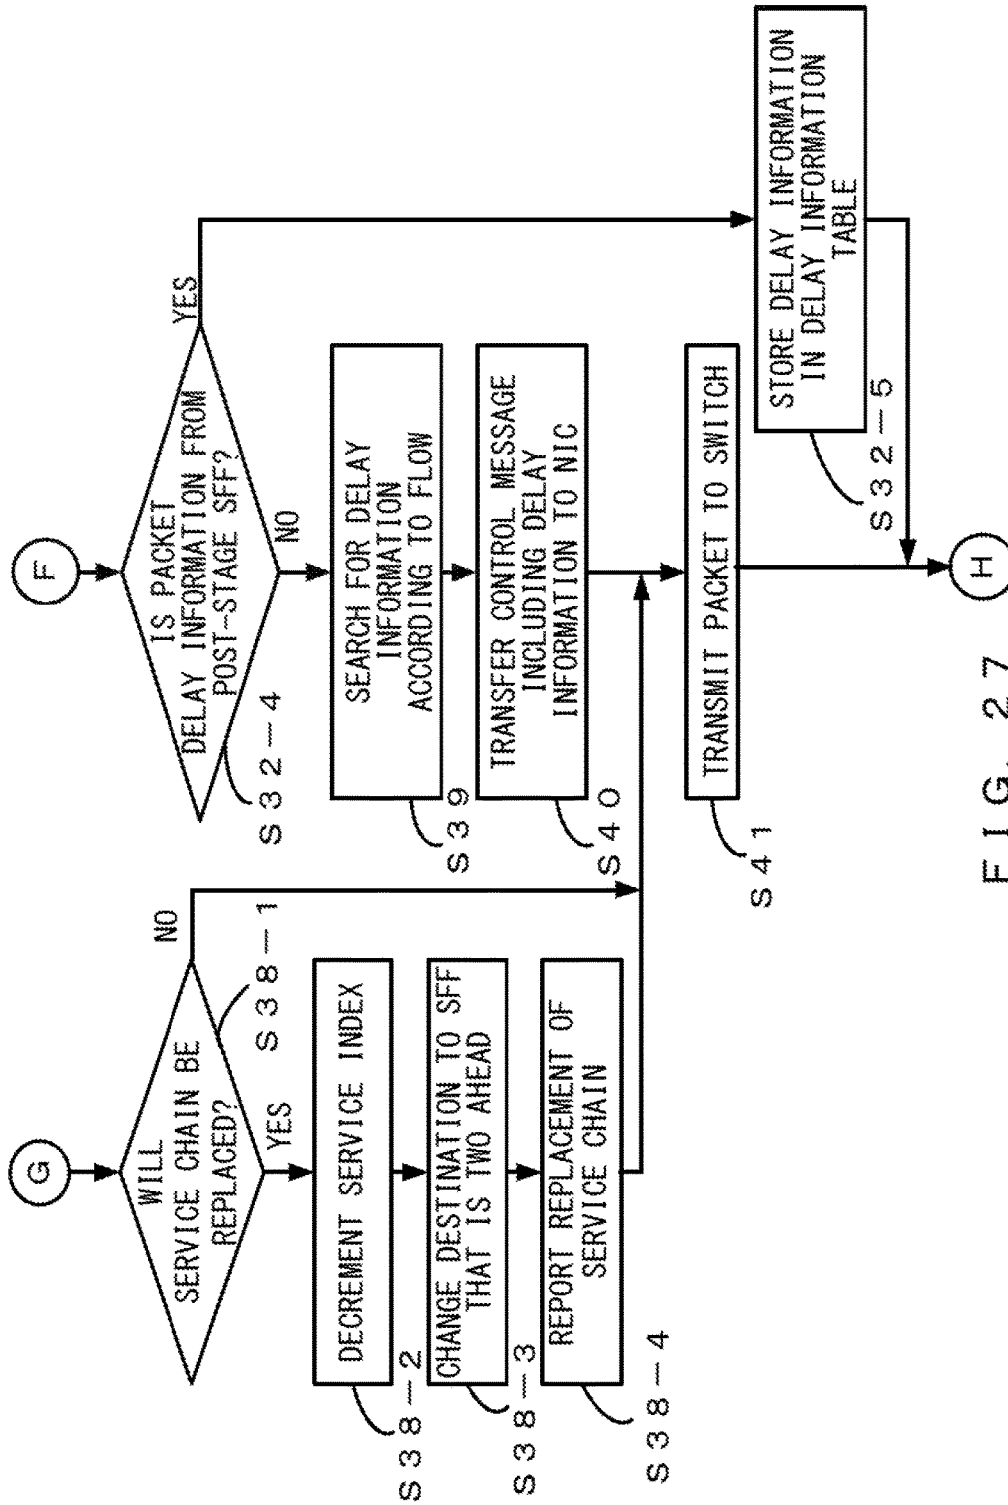 G
WILL
SERVICE CHAIN BE
REPLACED?
NO
YES
S38-1
DECREMENT SERVICE INDEX
S38-2
CHANGE DESTINATION TO SFF
THAT IS TWO AHEAD
S38-3
REPORT REPLACEMENT OF
SERVICE CHAIN
S38-4
F
IS PACKET
DELAY INFORMATION FROM
POST-STAGE SFF?
YES
NO
S32-4
SEARCH FOR DELAY
INFORMATION
ACCORDING TO FLOW
S39
TRANSFER CONTROL MESSAGE
INCLUDING DELAY
INFORMATION TO NIC
S40
TRANSMIT PACKET TO SWITCH
S41
STORE DELAY INFORMATION
IN DELAY INFORMATION
TABLE
S32-5
H
FIG. 27